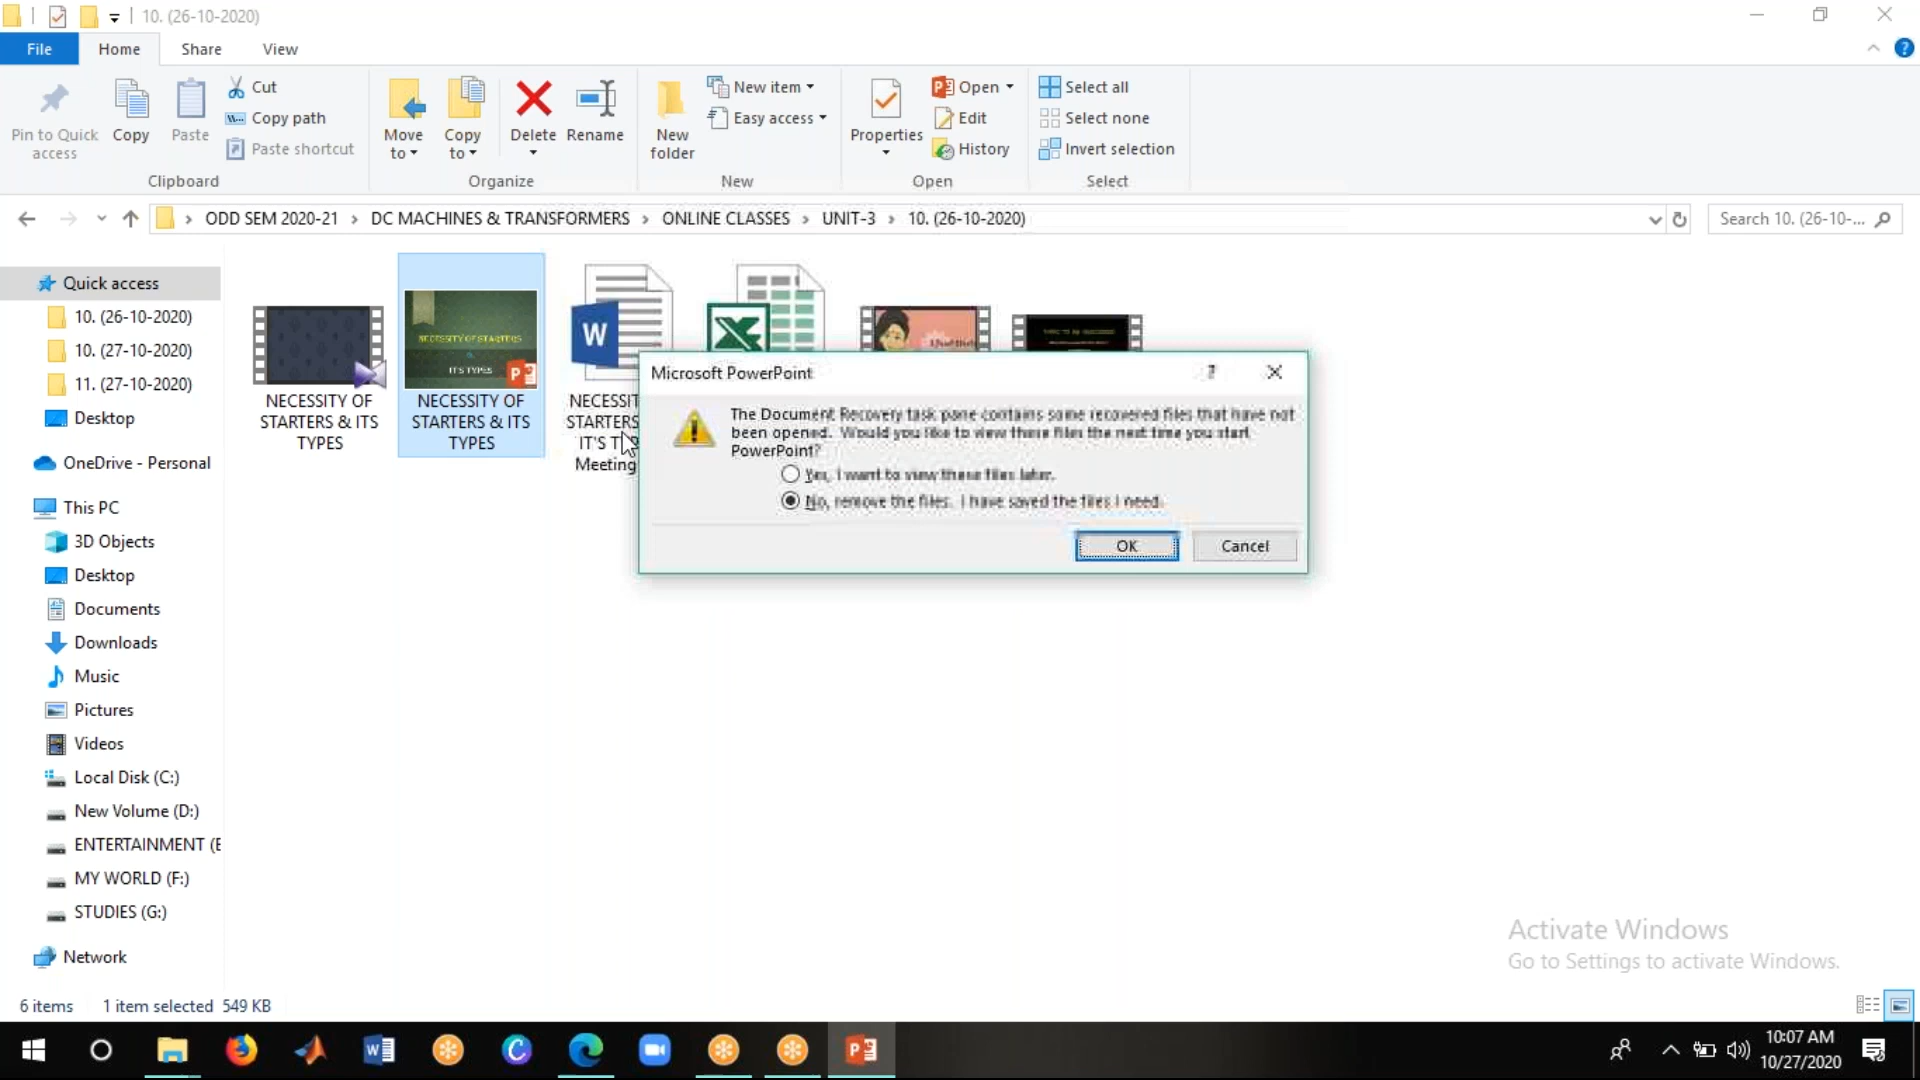 10. (26-10-2020)
File
Home
Share
View
Pin to Quick access
Copy
Paste
Cut
Copy path
Paste shortcut
Move to
Copy to
Delete
Rename
New folder
New item
Easy access
Properties
Open
Edit
History
Select all
Select none
Invert selection
Clipboard
Organize
New
Open
Select
ODD SEM 2020-21 > DC MACHINES & TRANSFORMERS > ONLINE CLASSES > UNIT-3 > 10. (26-10-2020)
Search 10. (26-10-...
Quick access
10. (26-10-2020)
10. (27-10-2020)
11. (27-10-2020)
Desktop
OneDrive - Personal
This PC
3D Objects
Desktop
Documents
Downloads
Music
Pictures
Videos
Local Disk (C:)
New Volume (D:)
ENTERTAINMENT (E
MY WORLD (F:)
STUDIES (G:)
Network
NECESSITY OF
STARTERS & ITS
TYPES
NECESSITY OF STARTERS
&
IT'S TYPES
NECESSITY OF
STARTERS & ITS
TYPES
NECESSIT
STARTERS
IT'S TYP
Meeting
Microsoft PowerPoint
The Document Recovery task pane contains some recovered files that have not
been opened. Would you like to view these files the next time you start
PowerPoint?
Yes, I want to view these files later.
No, remove the files. I have saved the files I need.
OK
Cancel
Activate Windows
Go to Settings to activate Windows.
6 items
1 item selected 549 KB
10:07 AM
10/27/2020